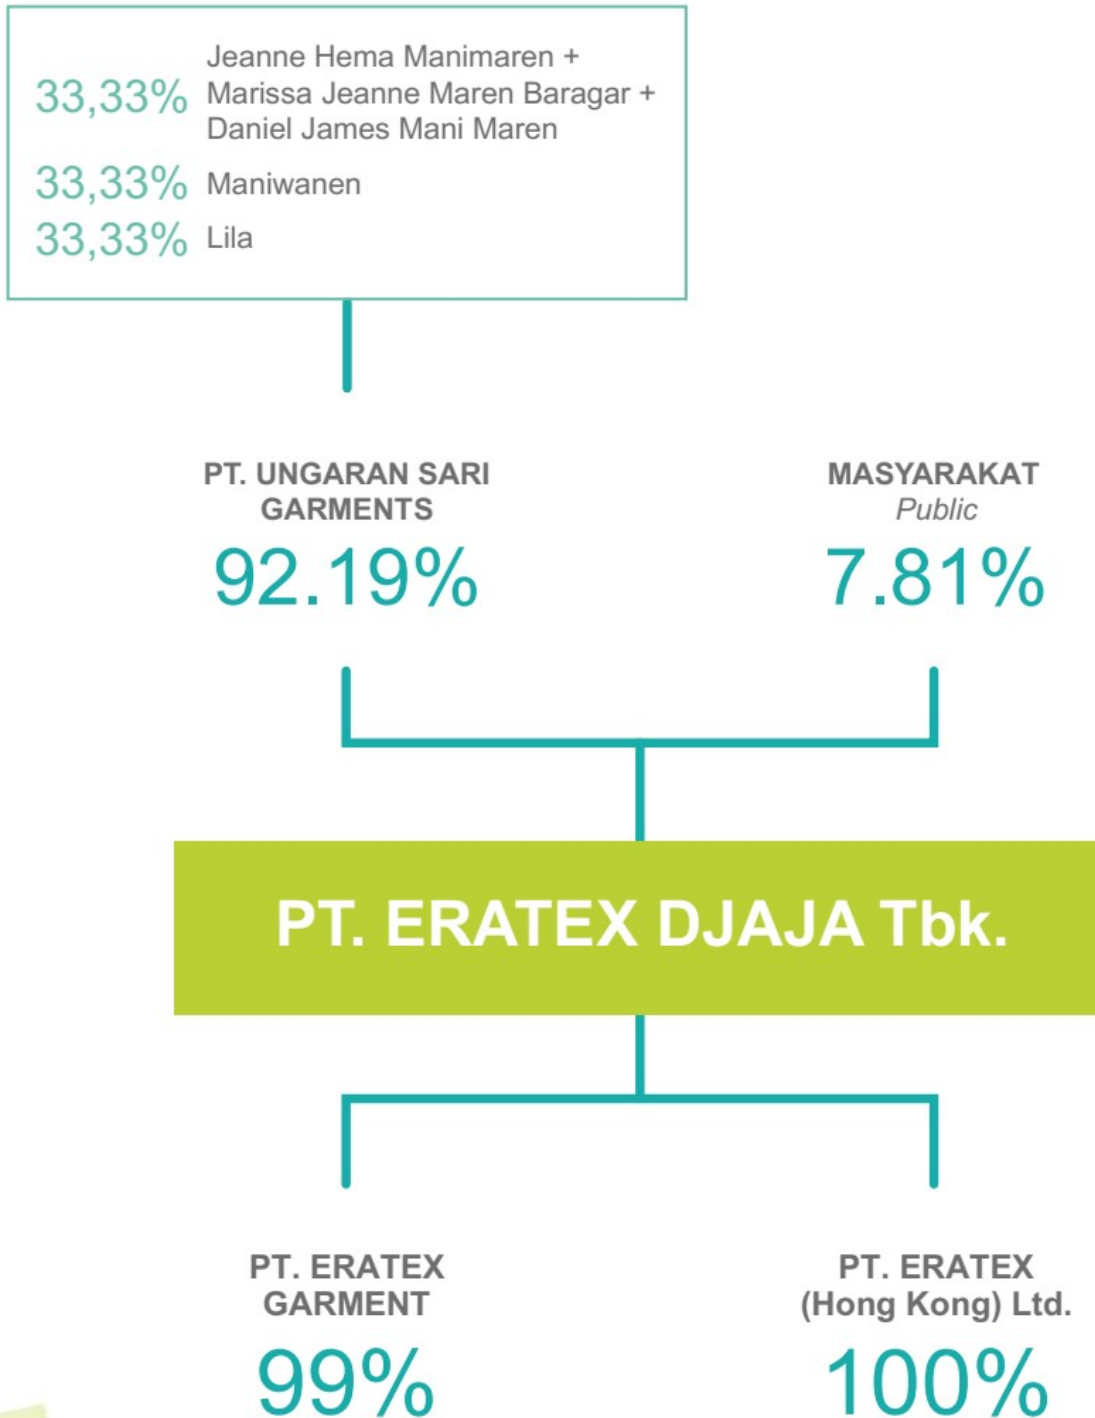 33,33% Jeanne Hema Manimaren +
Marissa Jeanne Maren Baragar +
Daniel James Mani Maren
33,33% Maniwanen
33,33% Lila
PT. UNGARAN SARI
GARMENTS
92.19%
MASYARAKAT
Public
7.81%
PT. ERATEX DJAJA Tbk.
PT. ERATEX
GARMENT
99%
PT. ERATEX
(Hong Kong) Ltd.
100%